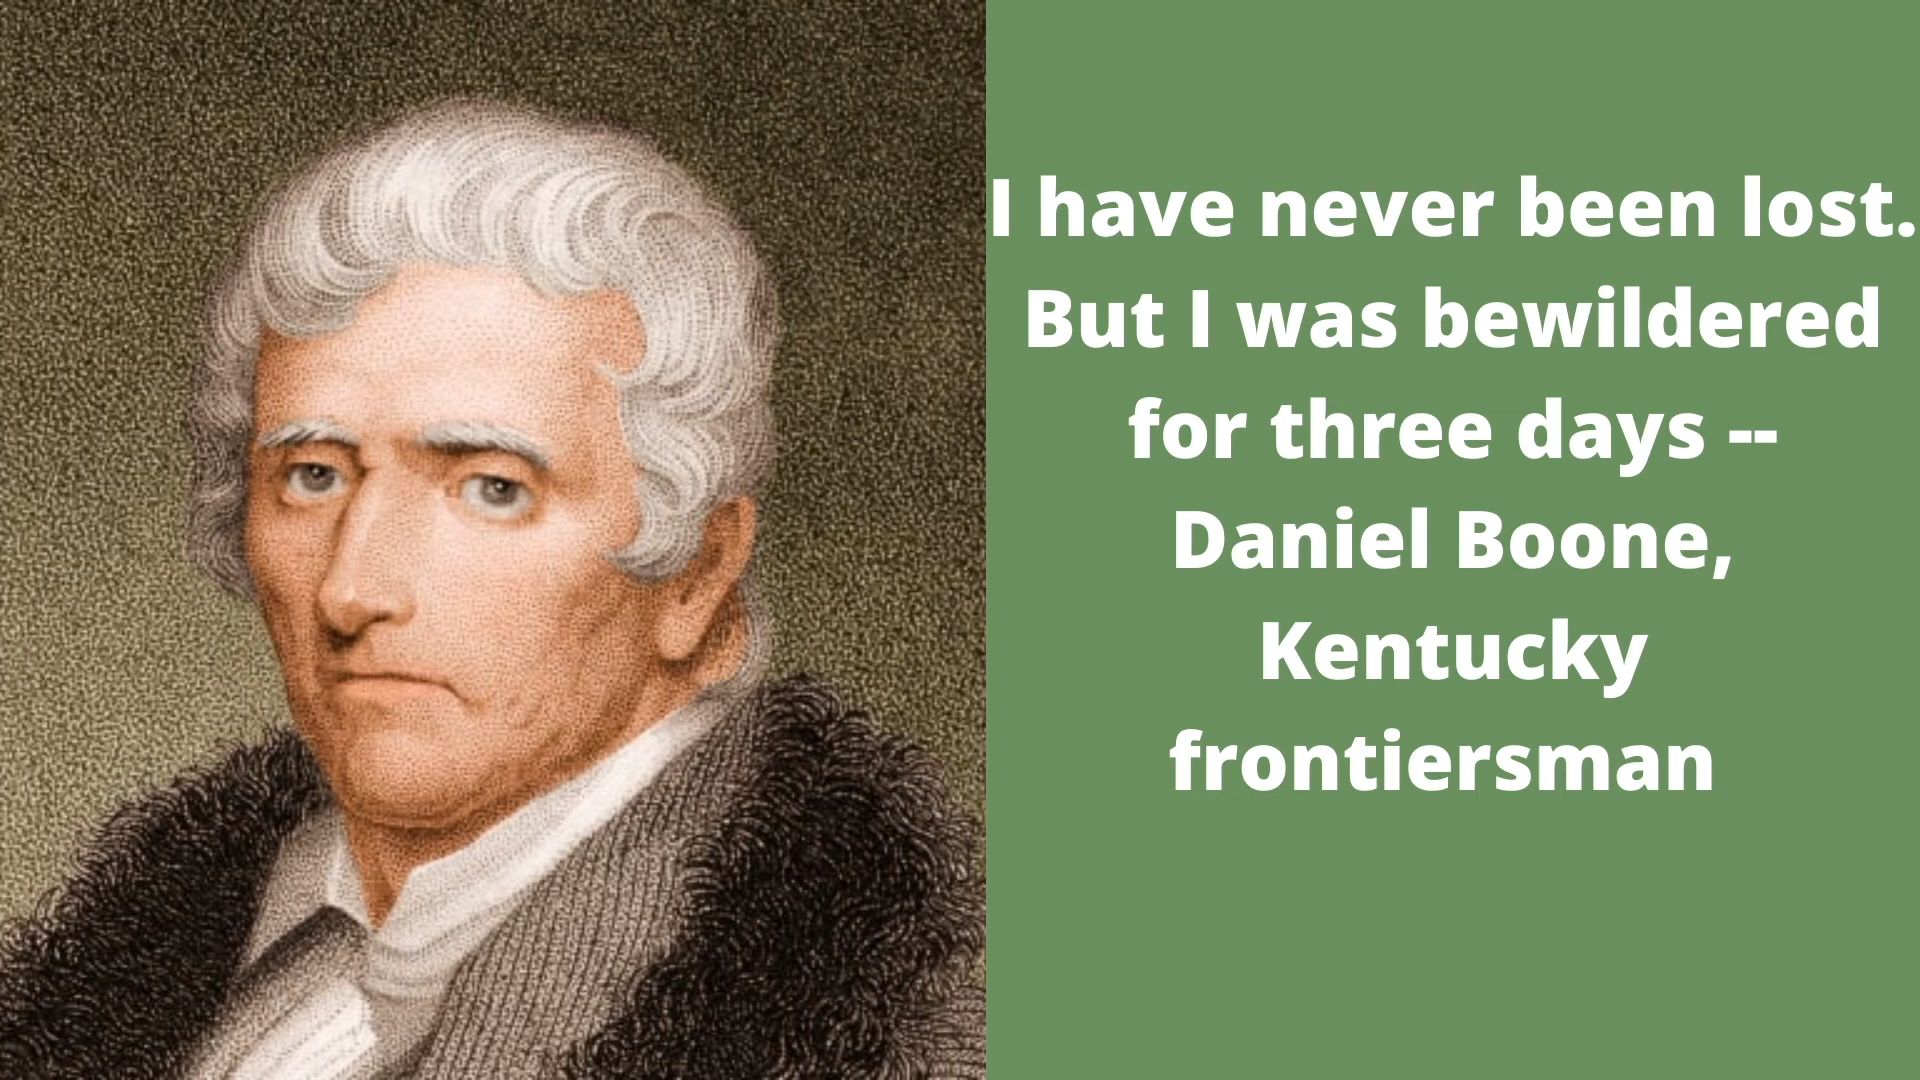 I have never been lost.
But I was bewildered
for three days --
Daniel Boone,
Kentucky
frontiersman